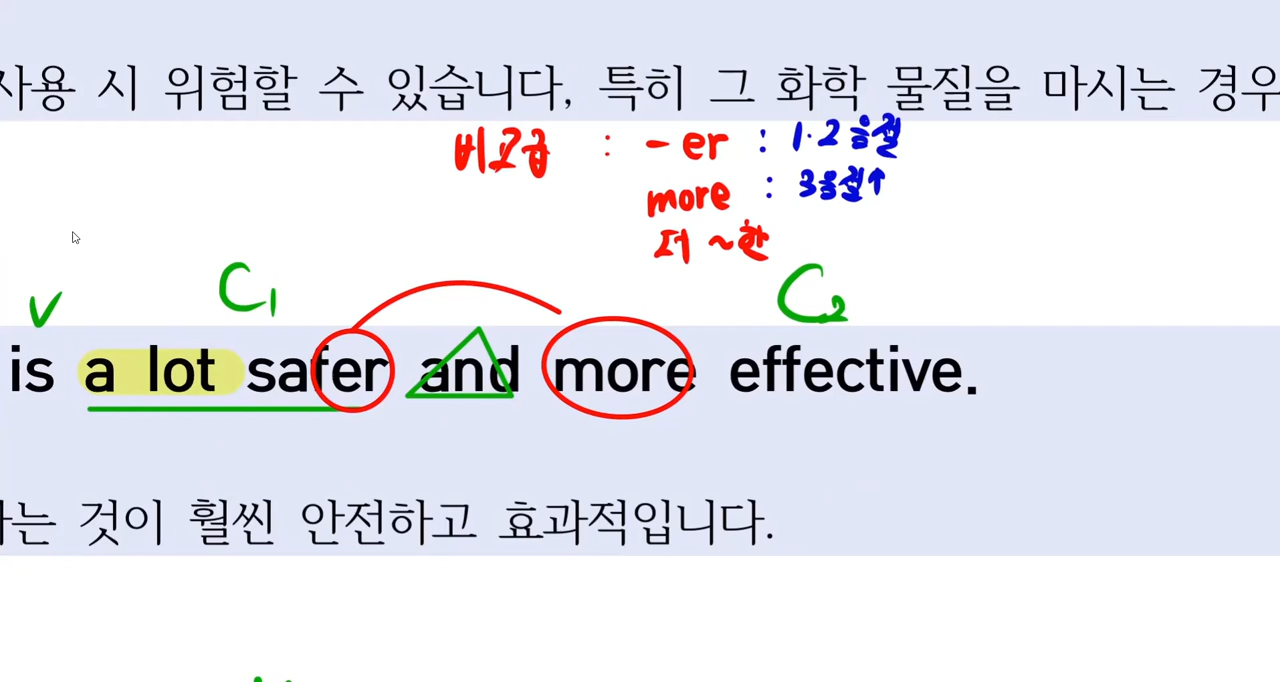 사용 시 위험할 수 있습니다, 특히 그 화학 물질을 마시는 경우
비교급 : -er : 1·2음절
more : 3음절↑
더 ~한
V C1 C2
is a lot safer and more effective.
하는 것이 훨씬 안전하고 효과적입니다.